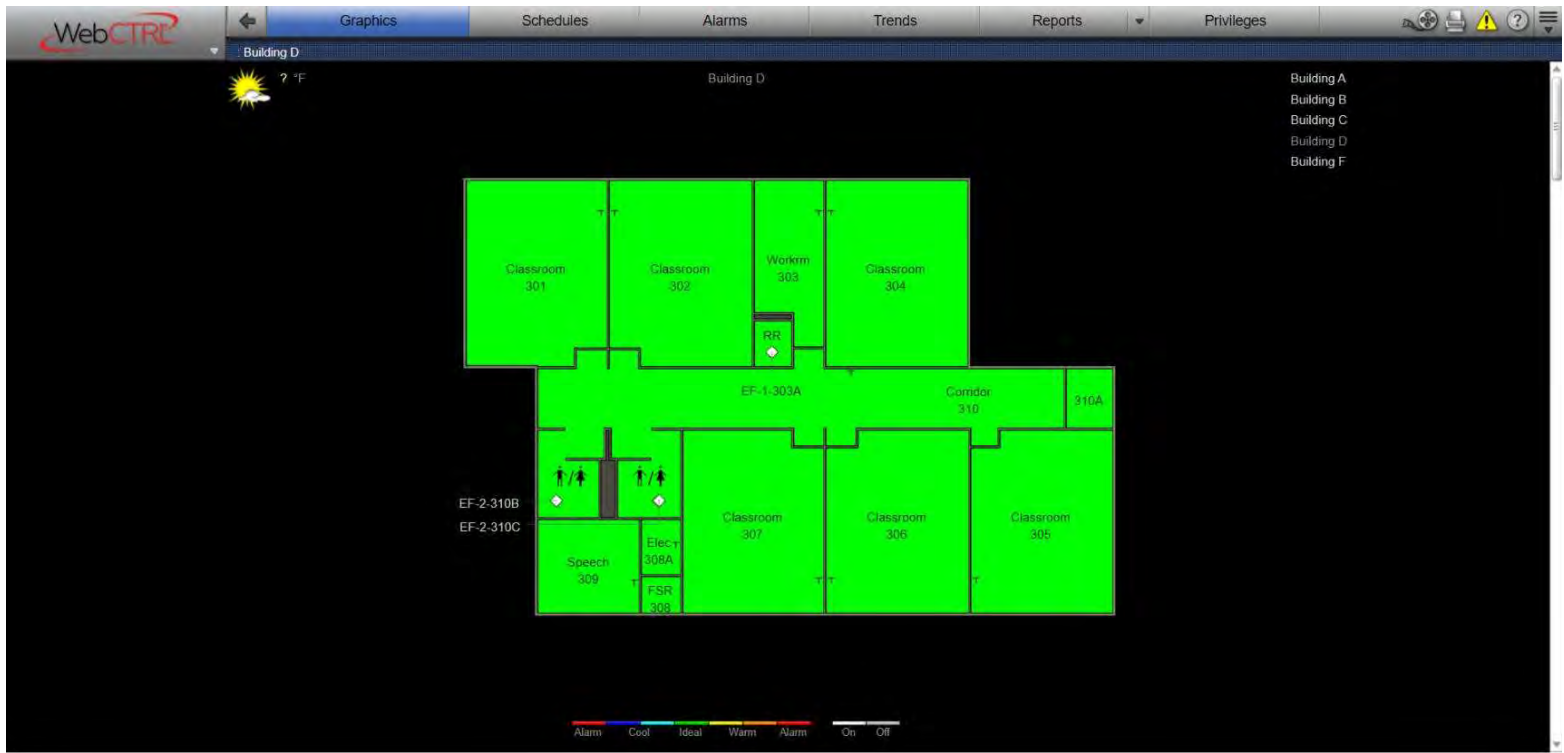 WebCTRL
Graphics
Schedules
Alarms
Trends
Reports
Privileges
?
Building D
? °F
Building D
Building A
Building B
Building C
Building D
Building F
Classroom
301
Classroom
302
Workrm
303
Classroom
304
RR
EF-1-303A
Corridor
310
310A
EF-2-310B
EF-2-310C
Classroom
307
Classroom
306
Classroom
305
Elec
308A
Speech
309
FSR
308
Alarm
Cool
Ideal
Warm
Alarm
On
Off